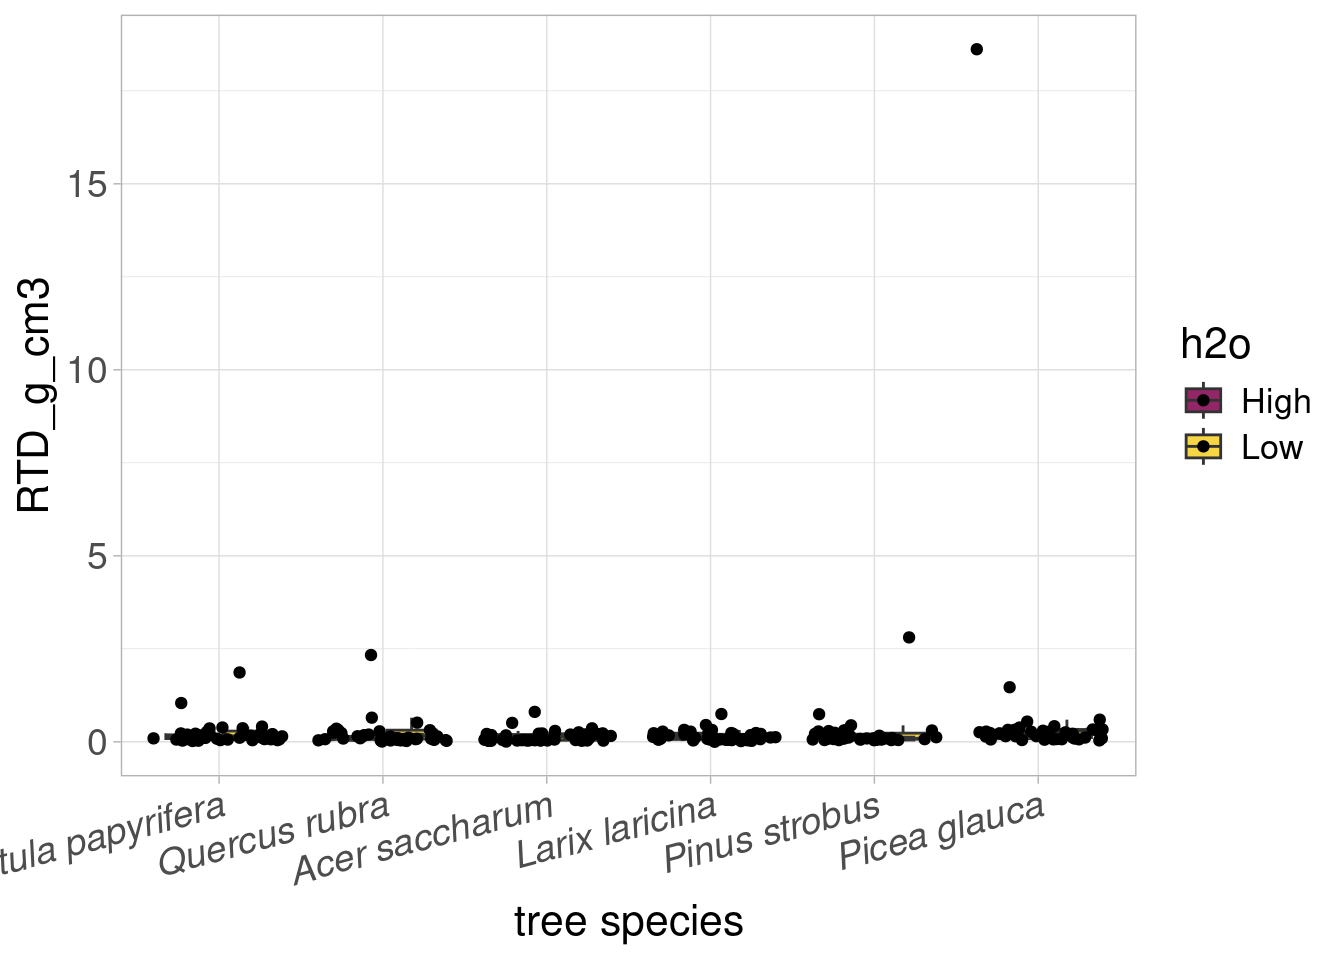 RTD_g_cm3
15
10
5
0
tula papyrifera
Quercus rubra
Acer saccharum
Larix laricina
Pinus strobus
Picea glauca
tree species
h2o
High
Low